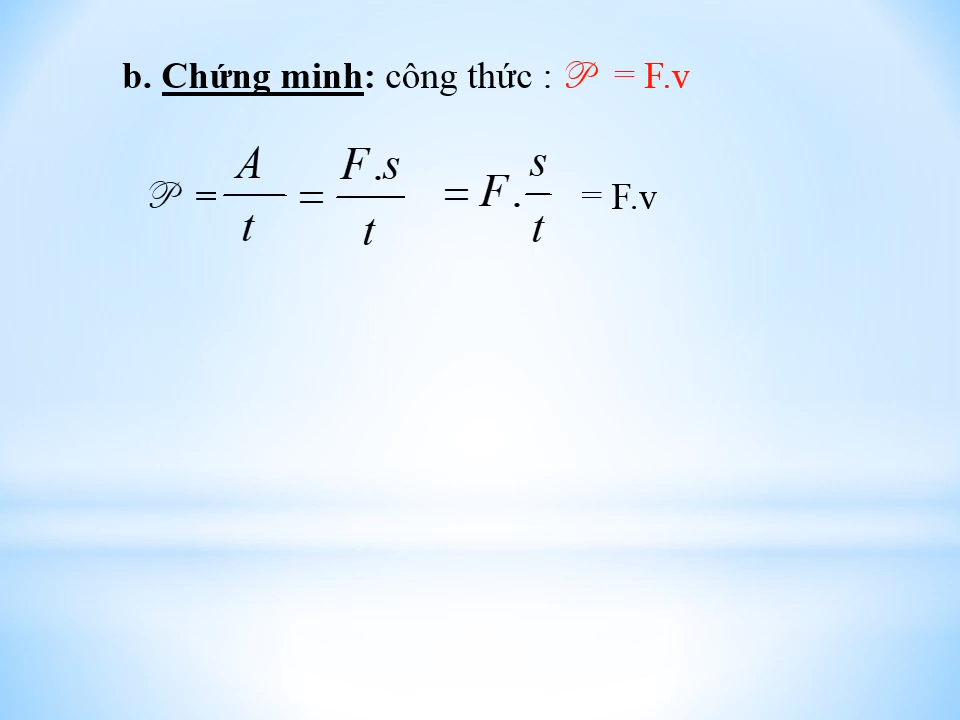 b. Chứng minh: công thức : 𝒫 = F.v
𝒫 = A/t = F.s/t = F.s/t = F.v